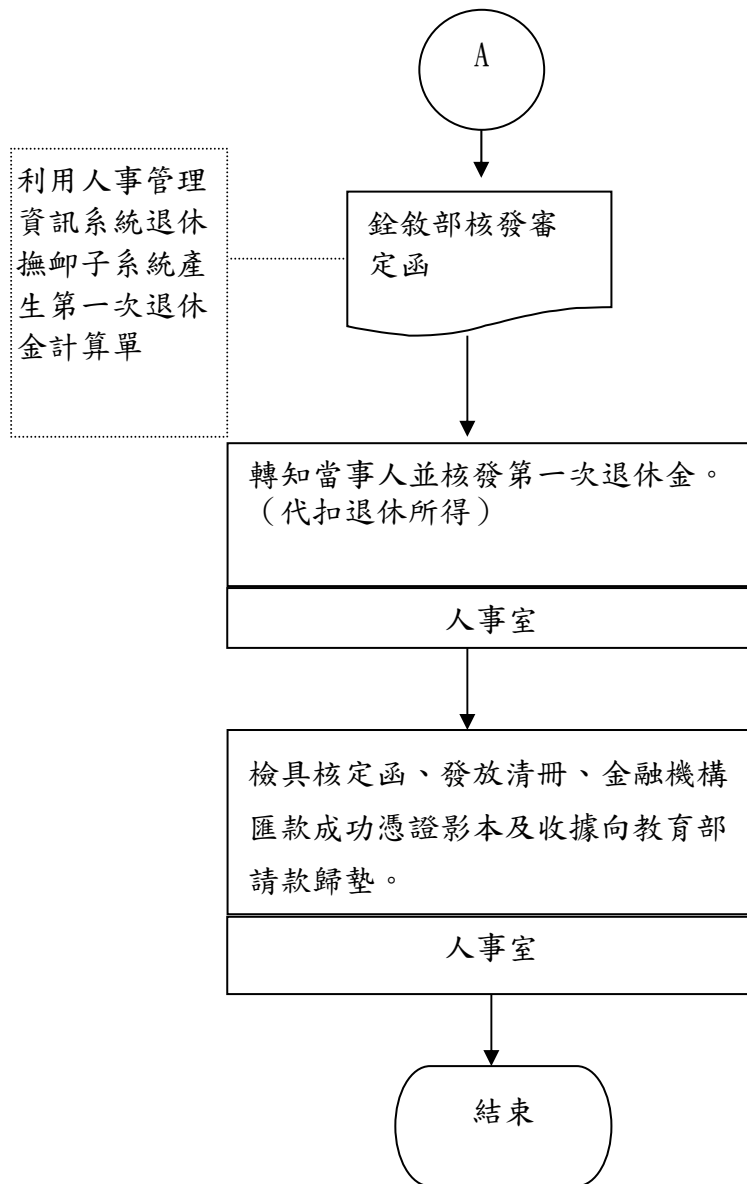 A
利用人事管理
資訊系統退休
撫卹子系統產
生第一次退休
金計算單
銓敘部核發審
定函
轉知當事人並核發第一次退休金。
（代扣退休所得）
人事室
檢具核定函、發放清冊、金融機構
匯款成功憑證影本及收據向教育部
請款歸墊。
人事室
結束